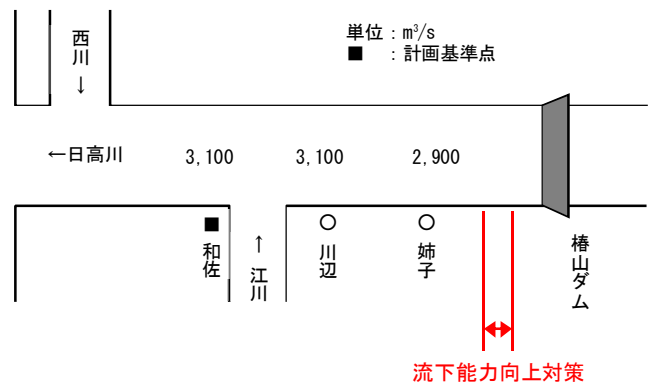 単位：m³/s
■ ：計画基準点
西川
↓
←日高川 3,100 3,100 2,900
■
和佐
↑
江川
○
川辺
○
姉子
椿山ダム
流下能力向上対策